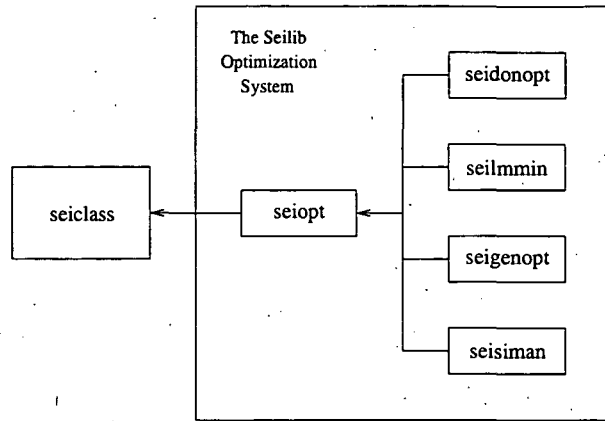 The Seilib
Optimization
System
seidonopt
seilmmin
seiclass
seiopt
seigenopt
seisiman